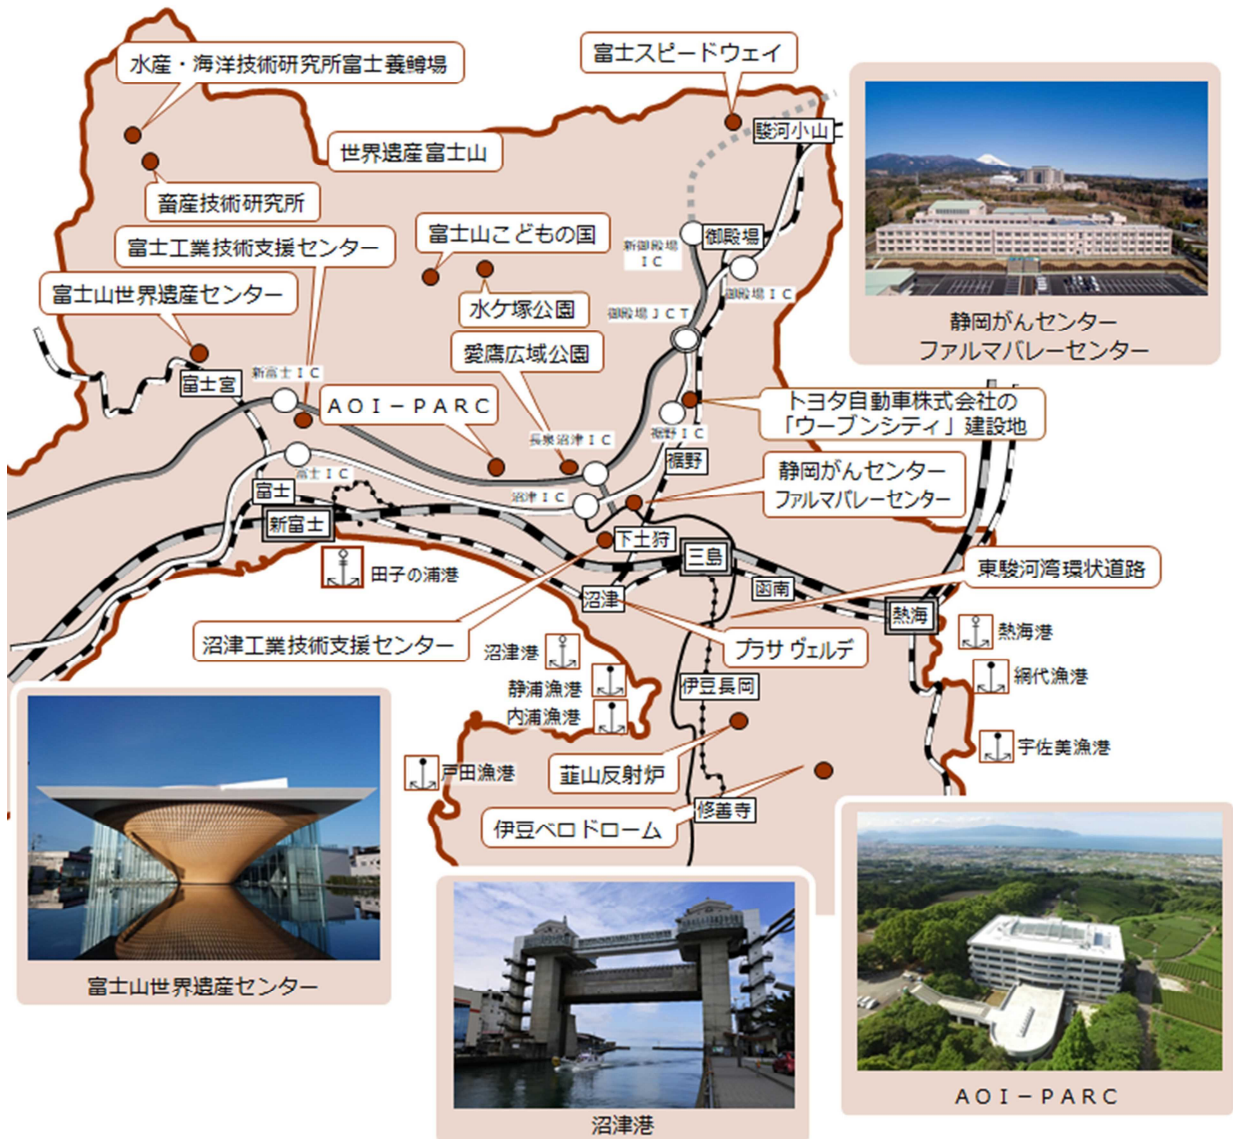 水産・海洋技術研究所富士養鱒場
富士スピードウェイ
駿河小山
世界遺産富士山
畜産技術研究所
富士工業技術支援センター
富士山こどもの国
新御殿場
ＩＣ
御殿場
富士山世界遺産センター
水ケ塚公園
御殿場ＩＣ
御殿場ＪＣＴ
静岡がんセンター
ファルマバレーセンター
愛鷹広域公園
富士宮
新富士ＩＣ
ＡＯＩ－ＰＡＲＣ
トヨタ自動車株式会社の
「ウーブンシティ」建設地
長泉沼津ＩＣ
裾野ＩＣ
裾野
富士ＩＣ
静岡がんセンター
ファルマバレーセンター
富士
沼津ＩＣ
新富士
下土狩
三島
東駿河湾環状道路
田子の浦港
函南
沼津
熱海
熱海港
沼津工業技術支援センター
沼津港
プラサ ヴェルデ
網代漁港
静浦漁港
伊豆長岡
内浦漁港
宇佐美漁港
戸田漁港
韮山反射炉
修善寺
伊豆ベロドローム
富士山世界遺産センター
沼津港
ＡＯＩ－ＰＡＲＣ